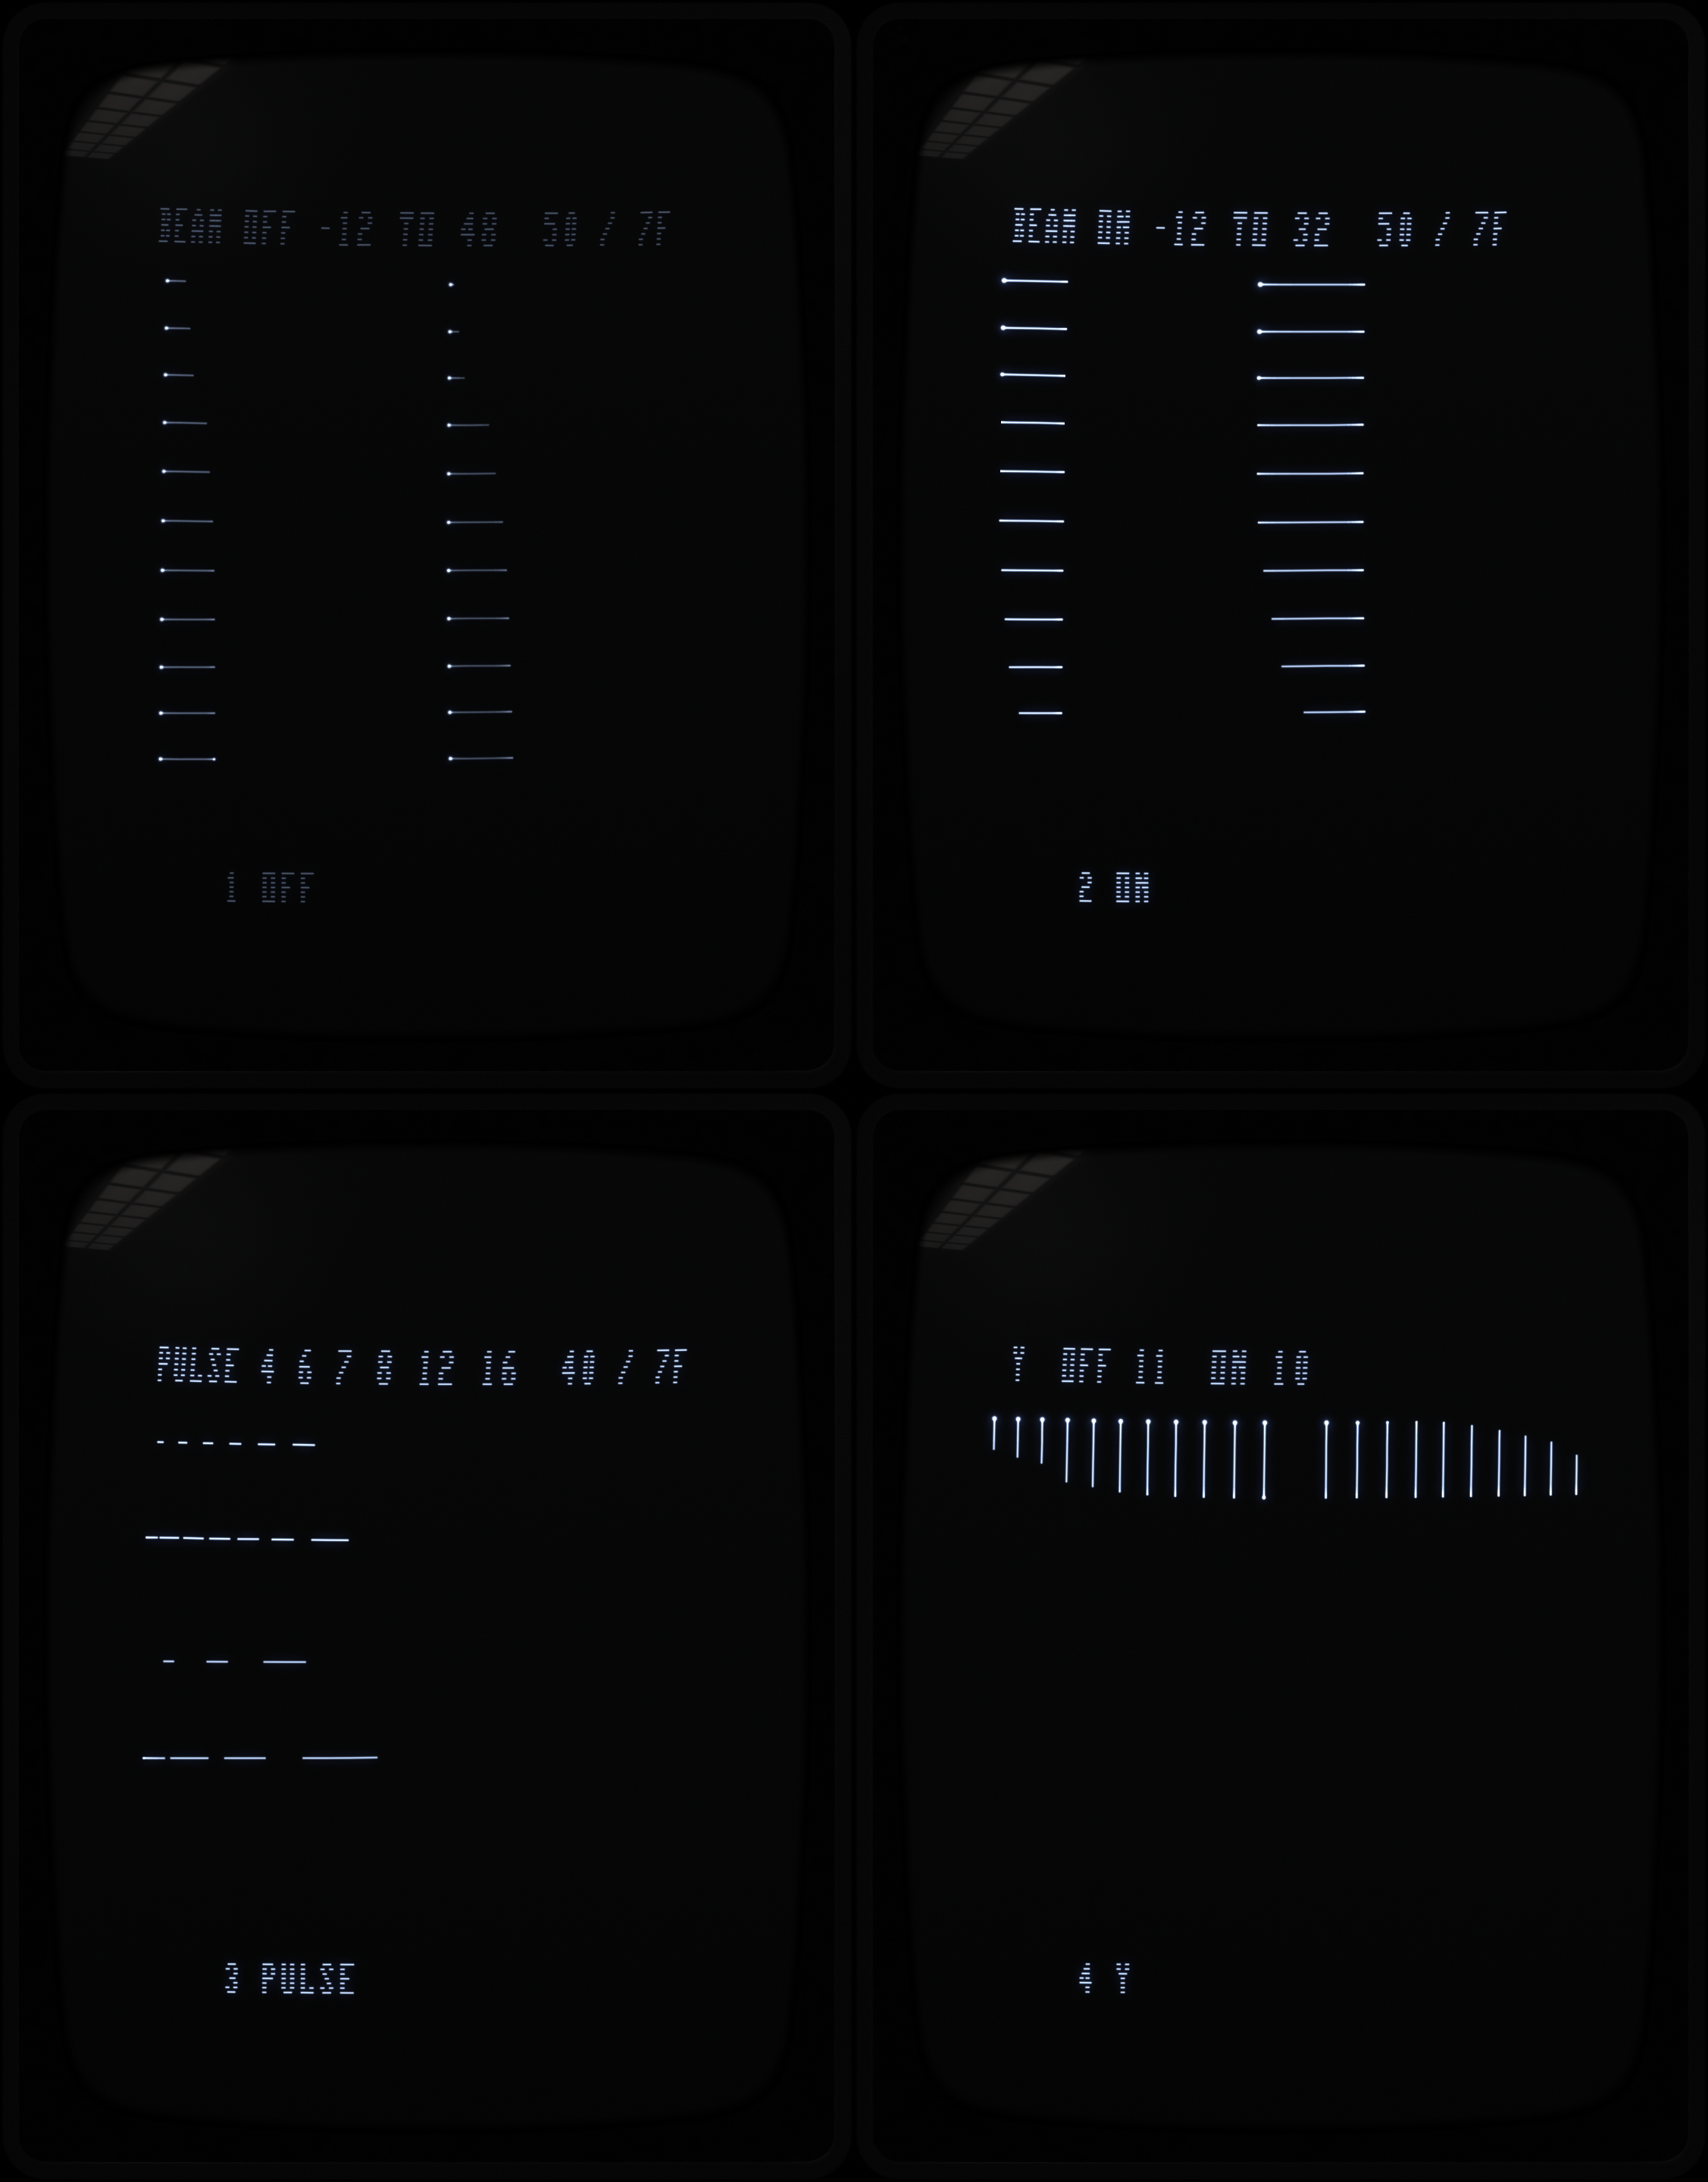 BEAM OFF -12 TO 48 50 / 7F
1 OFF
BEAM ON -12 TO 32 50 / 7F
2 ON
PULSE 4 6 7 8 12 16 40 / 7F
3 PULSE
Y OFF 11 ON 10
4 Y